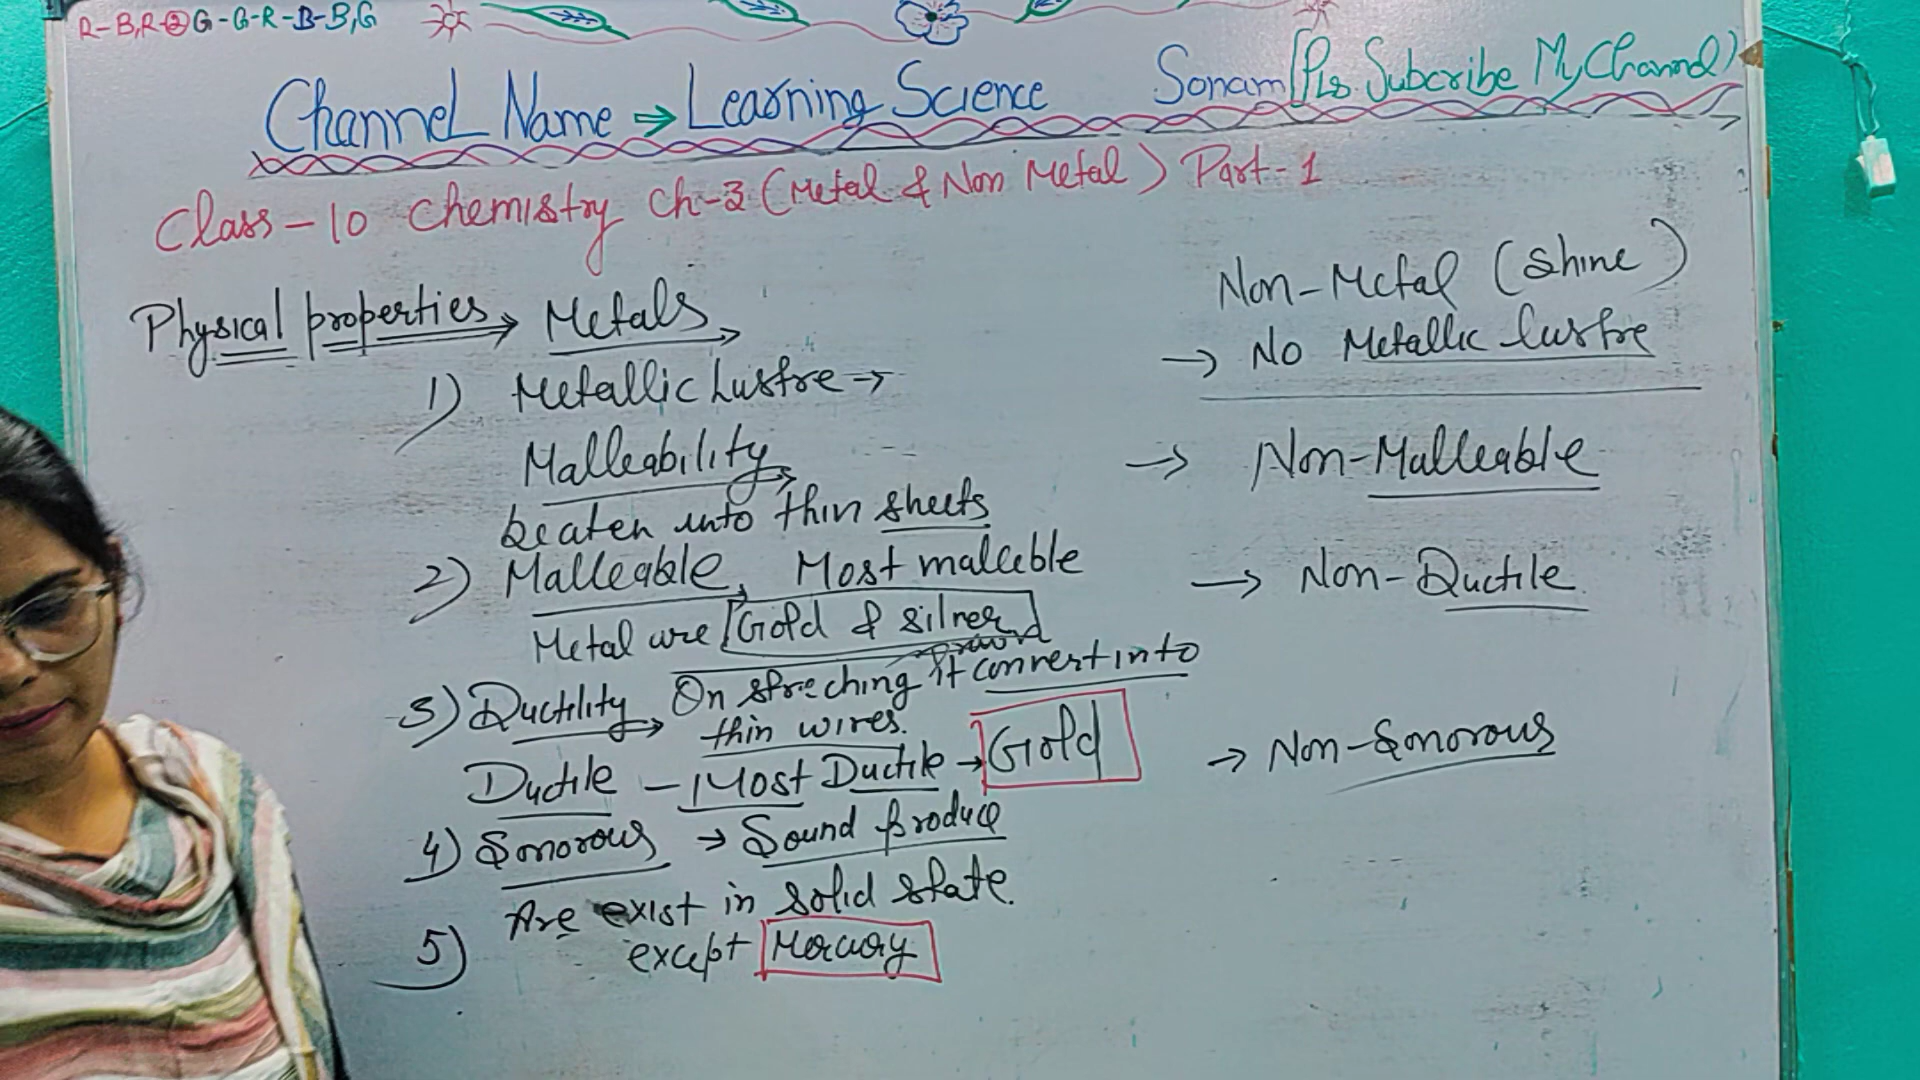 R-B,R G-G-R-B-B,G
Channel Name → Learning Science Sonam (Pls. Subcribe My Channel)
Class-10 Chemistry Ch-3 (Metal & Non Metal) Part-1
Physical properties → Metals
Non-Metal (Shine)
1) Metallic Lustre →
→ No Metallic lustre
Malleability →
→ Non-Malleable
beaten into thin sheets
2) Malleable, Most malleble
→ Non-Ductile
Metal are Gold & silver
3) Ductility → On streching it convert into
thin wires.
Ductile - Most Ductile → Gold
→ Non-Sonorous
4) Sonorous → Sound produce
Are exist in solid state.
5) except Mercury